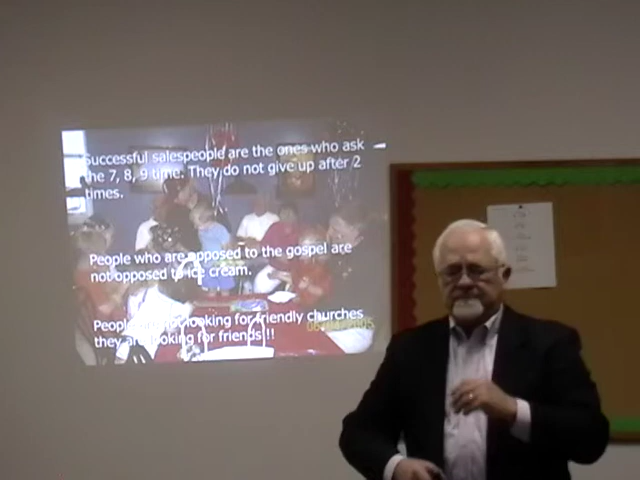 Successful salespeople are the ones who ask
the 7, 8, 9 time. They do not give up after 2
times.
People who are opposed to the gospel are
not opposed to ice cream.
People are not looking for friendly churches
they are looking for friends!!